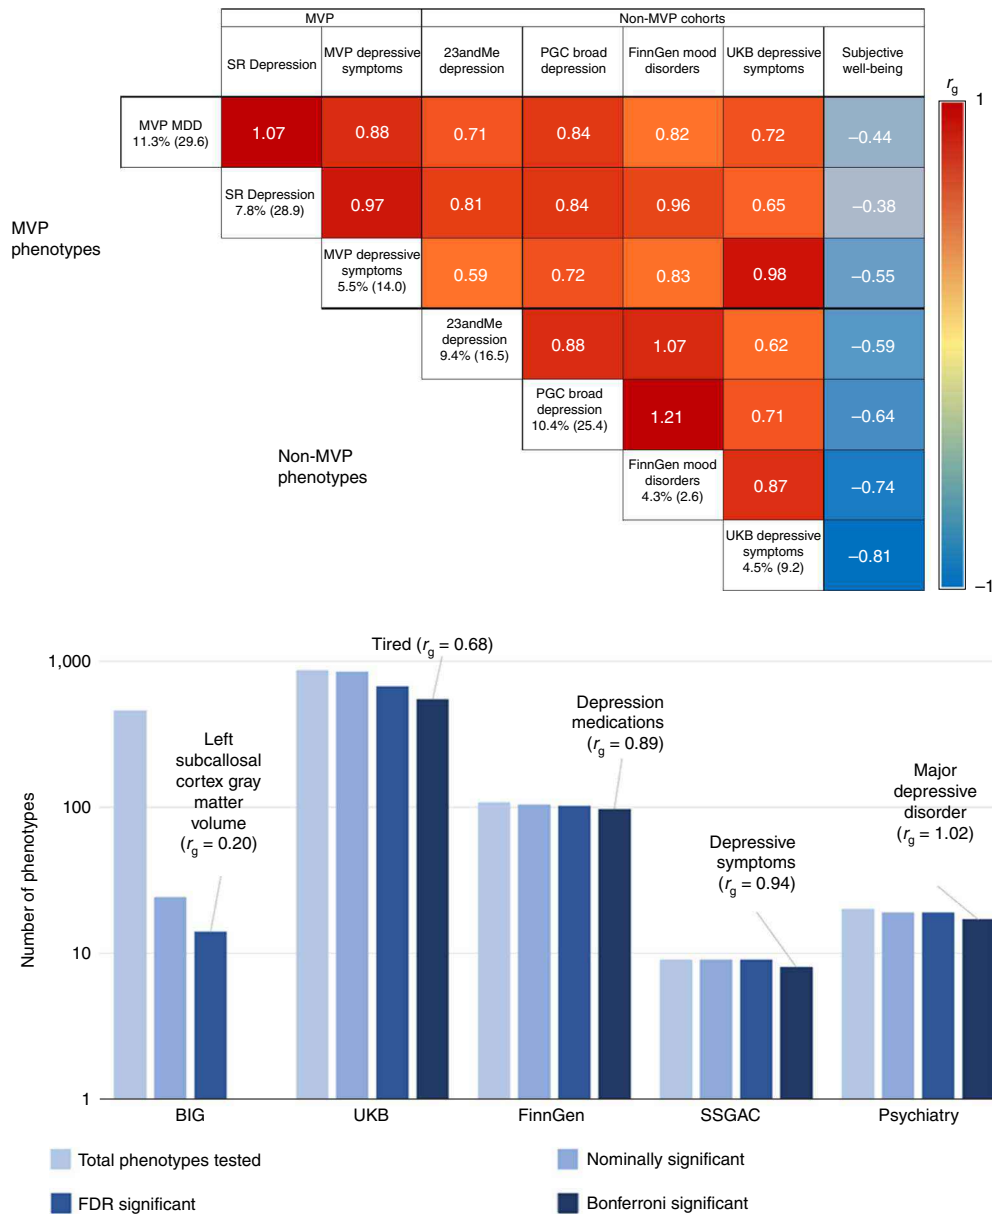 MVP
Non-MVP cohorts
SR Depression
MVP depressive
symptoms
23andMe
depression
PGC broad
depression
FinnGen mood
disorders
UKB depressive
symptoms
Subjective
well-being
r_g
1
MVP MDD
11.3% (29.6)
1.07
0.88
0.71
0.84
0.82
0.72
−0.44
SR Depression
7.8% (28.9)
0.97
0.81
0.84
0.96
0.65
−0.38
MVP
phenotypes
MVP depressive
symptoms
5.5% (14.0)
0.59
0.72
0.83
0.98
−0.55
23andMe
depression
9.4% (16.5)
0.88
1.07
0.62
−0.59
PGC broad
depression
10.4% (25.4)
1.21
0.71
−0.64
Non-MVP
phenotypes
FinnGen mood
disorders
4.3% (2.6)
0.87
−0.74
UKB depressive
symptoms
4.5% (9.2)
−0.81
−1
Number of phenotypes
1,000
100
10
1
Left
subcallosal
cortex gray
matter
volume
(r_g = 0.20)
Tired (r_g = 0.68)
Depression
medications
(r_g = 0.89)
Depressive
symptoms
(r_g = 0.94)
Major
depressive
disorder
(r_g = 1.02)
BIG
UKB
FinnGen
SSGAC
Psychiatry
Total phenotypes tested
Nominally significant
FDR significant
Bonferroni significant